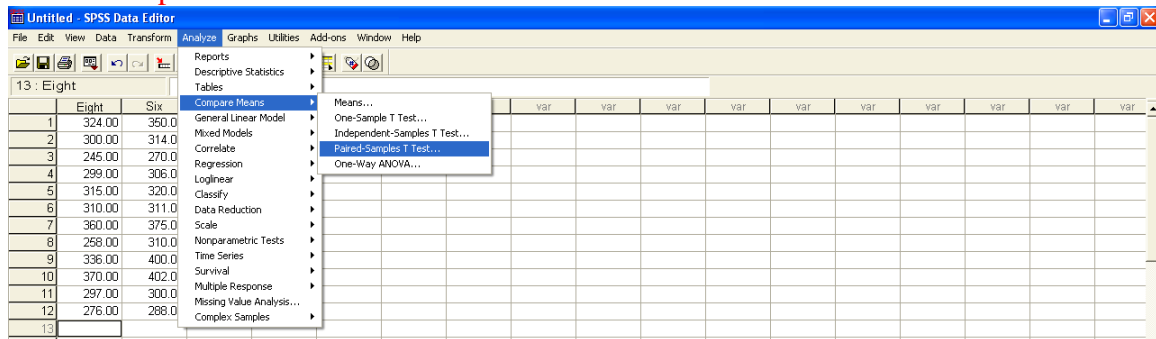 Untitled - SPSS Data Editor
File Edit View Data Transform Analyze Graphs Utilities Add-ons Window Help
13 : Eight
Reports
Descriptive Statistics
Tables
Compare Means
General Linear Model
Mixed Models
Correlate
Regression
Loglinear
Classify
Data Reduction
Scale
Nonparametric Tests
Time Series
Survival
Multiple Response
Missing Value Analysis...
Complex Samples
Means...
One-Sample T Test...
Independent-Samples T Test...
Paired-Samples T Test...
One-Way ANOVA...
Eight Six var var var var var var var var var var
1 324.00 350.0
2 300.00 314.0
3 245.00 270.0
4 299.00 306.0
5 315.00 320.0
6 310.00 311.0
7 360.00 375.0
8 258.00 310.0
9 336.00 400.0
10 370.00 402.0
11 297.00 300.0
12 276.00 288.0
13